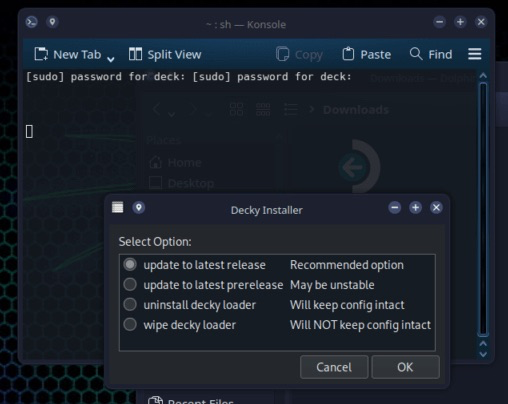 ~ : sh — Konsole
New Tab Split View Copy Paste Find
[sudo] password for deck: [sudo] password for deck:
Downloads
Places
Home
Desktop
Decky Installer
Select Option:
update to latest release Recommended option
update to latest prerelease May be unstable
uninstall decky loader Will keep config intact
wipe decky loader Will NOT keep config intact
Cancel OK
Recent Files